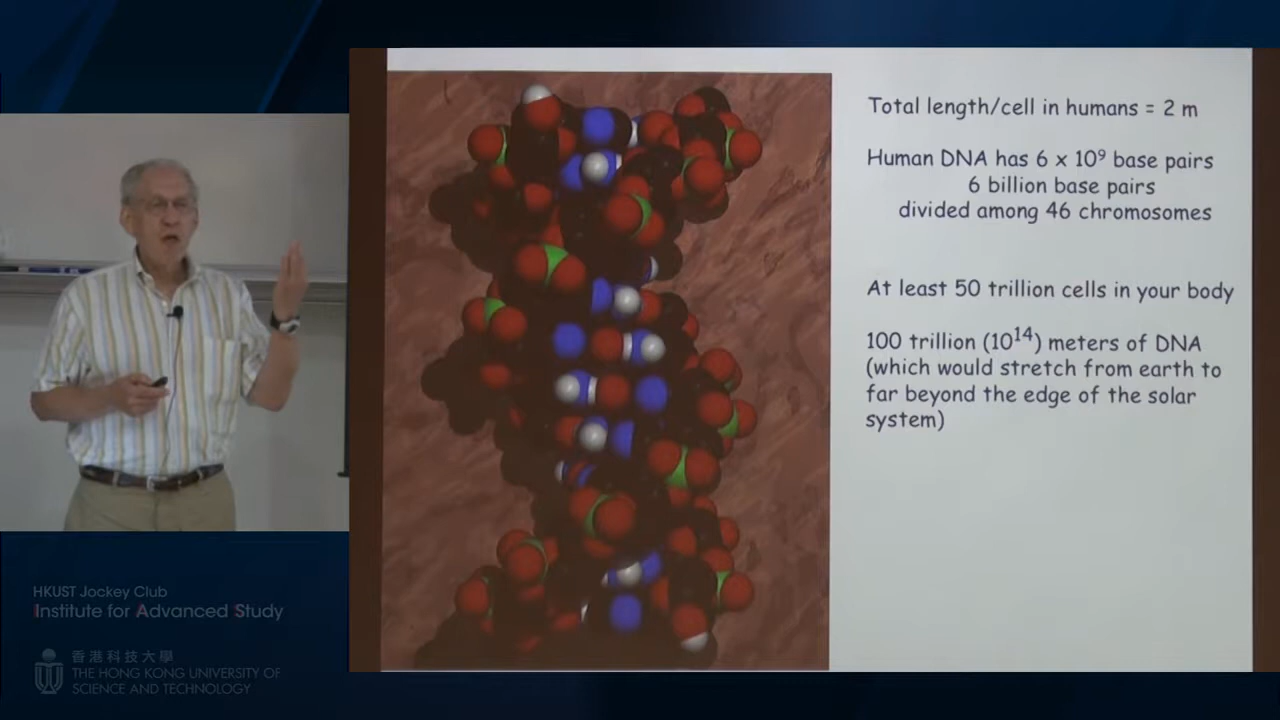 Total length/cell in humans = 2 m
Human DNA has 6 x 10⁹ base pairs
6 billion base pairs
divided among 46 chromosomes
At least 50 trillion cells in your body
100 trillion (10¹⁴) meters of DNA
(which would stretch from earth to
far beyond the edge of the solar
system)
HKUST Jockey Club
Institute for Advanced Study
香港科技大學
THE HONG KONG UNIVERSITY OF
SCIENCE AND TECHNOLOGY